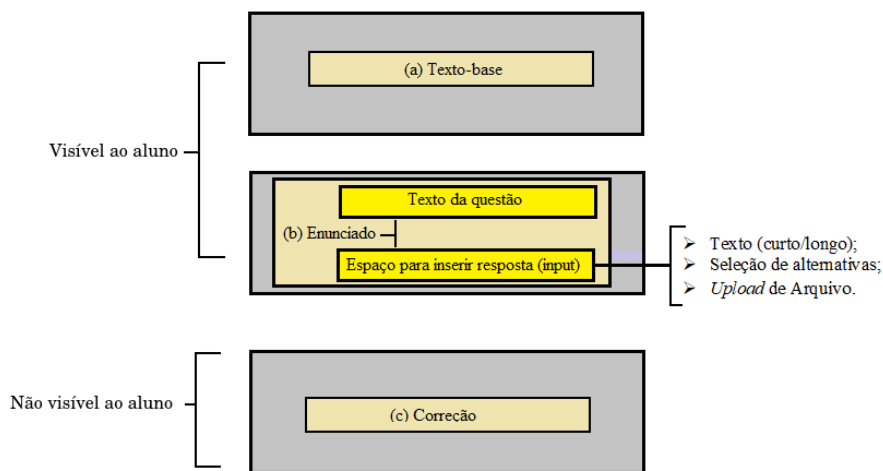 (a) Texto-base
Visível ao aluno
Texto da questão
(b) Enunciado
Espaço para inserir resposta (input)
➢ Texto (curto/longo);
➢ Seleção de alternativas;
➢ Upload de Arquivo.
Não visível ao aluno
(c) Correção